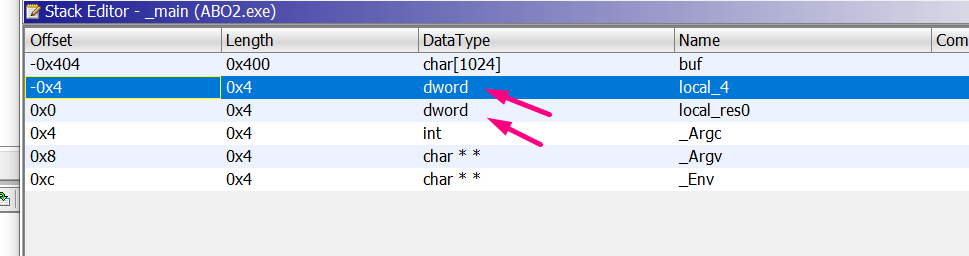 Stack Editor - _main (ABO2.exe)
Offset Length DataType Name Com
-0x404 0x400 char[1024] buf
-0x4 0x4 dword local_4
0x0 0x4 dword local_res0
0x4 0x4 int _Argc
0x8 0x4 char * * _Argv
0xc 0x4 char * * _Env